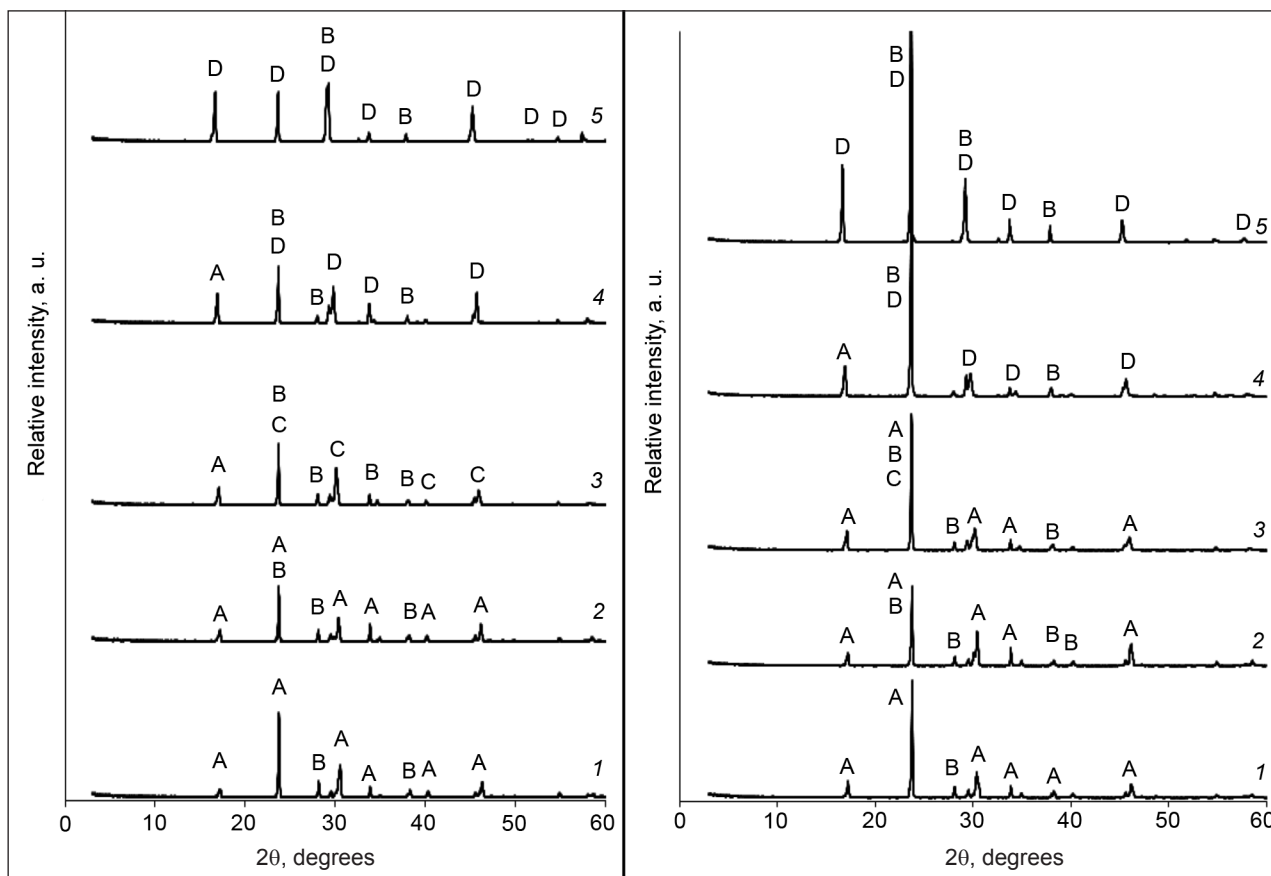 B
D D D D B D D D 5
B
A D B D D B D 4
B
A C B C B B C C 3
A
A B B A A B A A 2
A
A B A A B A A 1
0 10 20 30 40 50 60
2θ, degrees
Relative intensity, a. u.
B
D
B
D D D B D D 5
B
D
A D D B D 4
A
B
C
A B A A B A 3
A
B
A B A A B B A 2
A
A B A A A A 1
0 10 20 30 40 50 60
2θ, degrees
Relative intensity, a. u.